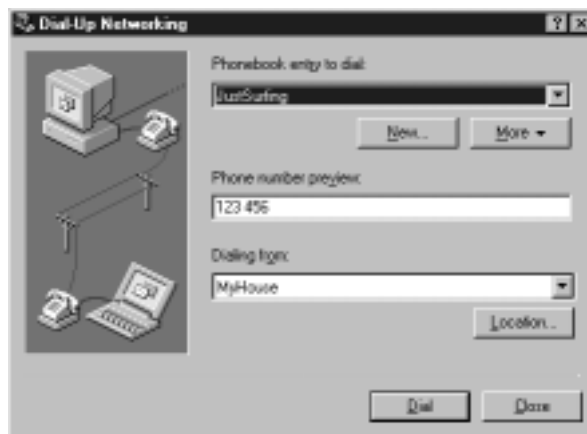 Dial-Up Networking
Phonebook entry to dial:
JustSurfing
New...
More
Phone number preview:
123 456
Dialing from:
MyHouse
Location...
Dial
Close